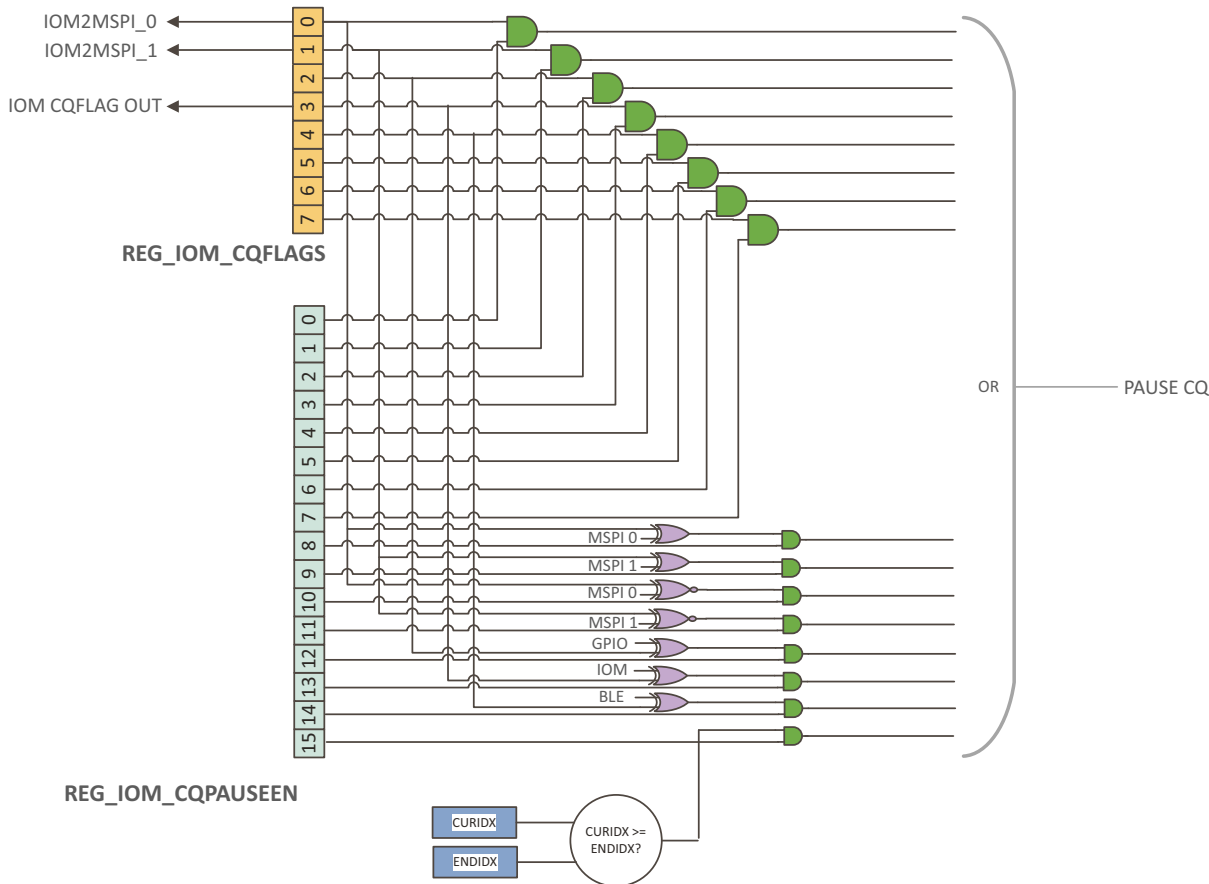 IOM2MSPI_0
IOM2MSPI_1
IOM CQFLAG OUT
0
1
2
3
4
5
6
7
REG_IOM_CQFLAGS
0
1
2
3
4
5
6
7
8
9
10
11
12
13
14
15
MSPI 0
MSPI 1
MSPI 0
MSPI 1
GPIO
IOM
BLE
OR
PAUSE CQ
REG_IOM_CQPAUSEEN
CURIDX
ENDIDX
CURIDX >=
ENDIDX?